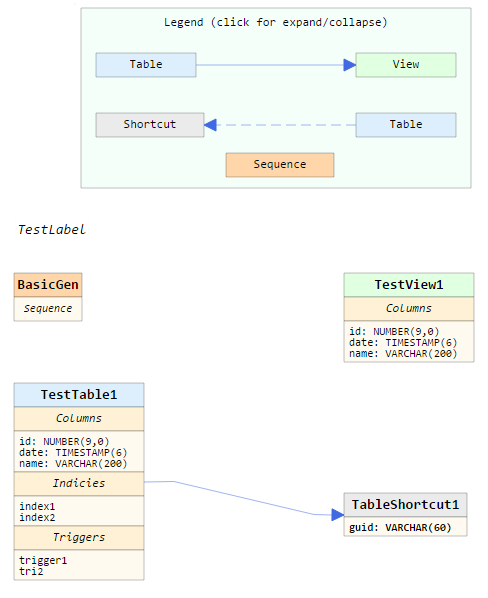 Legend (click for expand/collapse)
Table
View
Shortcut
Table
Sequence
TestLabel
BasicGen
Sequence
TestView1
Columns
id: NUMBER(9,0)
date: TIMESTAMP(6)
name: VARCHAR(200)
TestTable1
Columns
id: NUMBER(9,0)
date: TIMESTAMP(6)
name: VARCHAR(200)
Indicies
index1
index2
Triggers
trigger1
tri2
TableShortcut1
guid: VARCHAR(60)